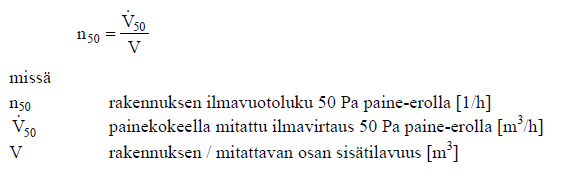 n₅₀ = V̇₅₀ / V
missä
n₅₀ rakennuksen ilmavuotoluku 50 Pa paine-erolla [1/h]
V̇₅₀ painekokeella mitattu ilmavirtaus 50 Pa paine-erolla [m³/h]
V rakennuksen / mitattavan osan sisätilavuus [m³]